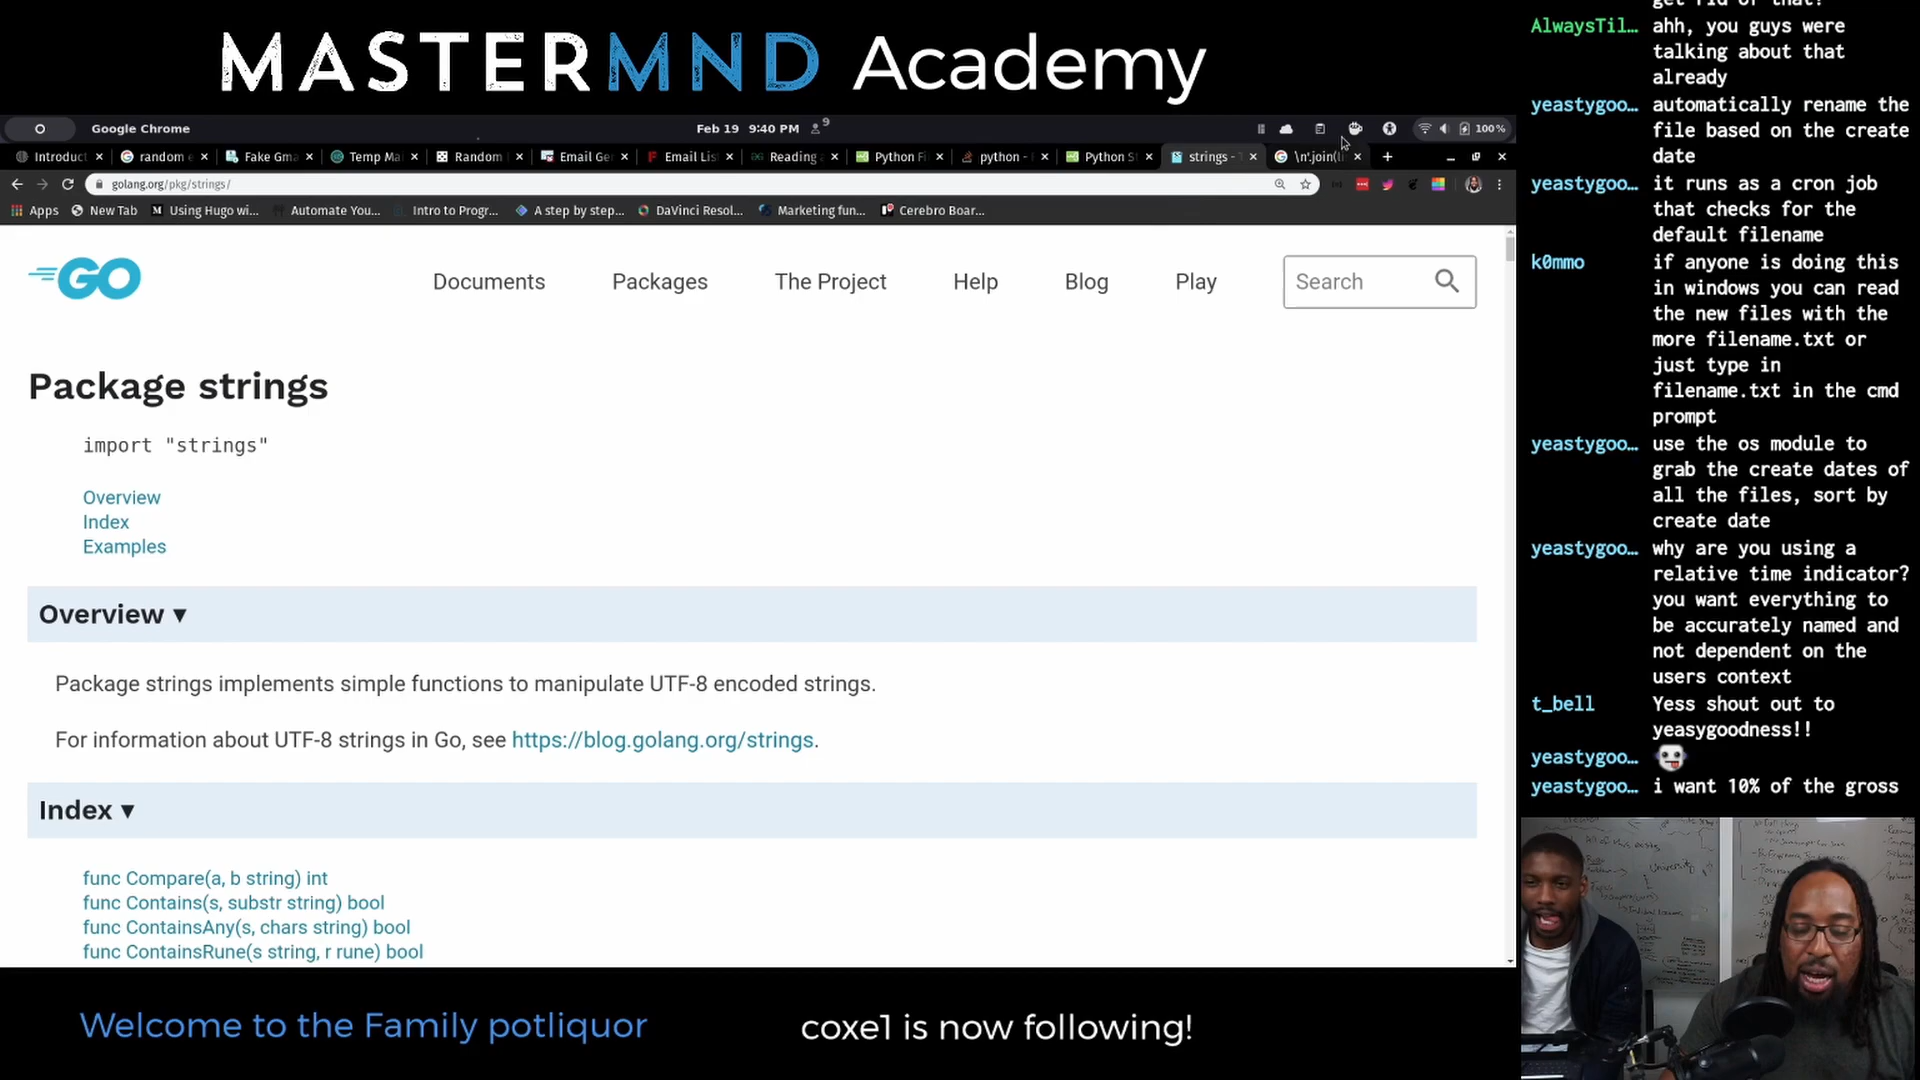 MASTERMND Academy
Google Chrome
Feb 19 9:40 PM
9
100%
Introduct
random e
Fake Gma
Temp Ma
Random
Email Ge
Email Lis
Reading
Python Fi
python -
Python S
strings -
\n'.join(
golang.org/pkg/strings/
Apps
New Tab
Using Hugo wi...
Automate You...
Intro to Progr...
A step by step...
DaVinci Resol...
Marketing fun...
Cerebro Boar...
GO
Documents
Packages
The Project
Help
Blog
Play
Search
Package strings
import "strings"
Overview
Index
Examples
Overview ▾
Package strings implements simple functions to manipulate UTF-8 encoded strings.
For information about UTF-8 strings in Go, see https://blog.golang.org/strings.
Index ▾
func Compare(a, b string) int
func Contains(s, substr string) bool
func ContainsAny(s, chars string) bool
func ContainsRune(s string, r rune) bool
Welcome to the Family potliquor
coxe1 is now following!
get rid of that?
AlwaysTil… ahh, you guys were
talking about that
already
yeastygoo… automatically rename the
file based on the create
date
yeastygoo… it runs as a cron job
that checks for the
default filename
k0mmo if anyone is doing this
in windows you can read
the new files with the
more filename.txt or
just type in
filename.txt in the cmd
prompt
yeastygoo… use the os module to
grab the create dates of
all the files, sort by
create date
yeastygoo… why are you using a
relative time indicator?
you want everything to
be accurately named and
not dependent on the
users context
t_bell Yess shout out to
yeasygoodness!!
yeastygoo…
yeastygoo… i want 10% of the gross